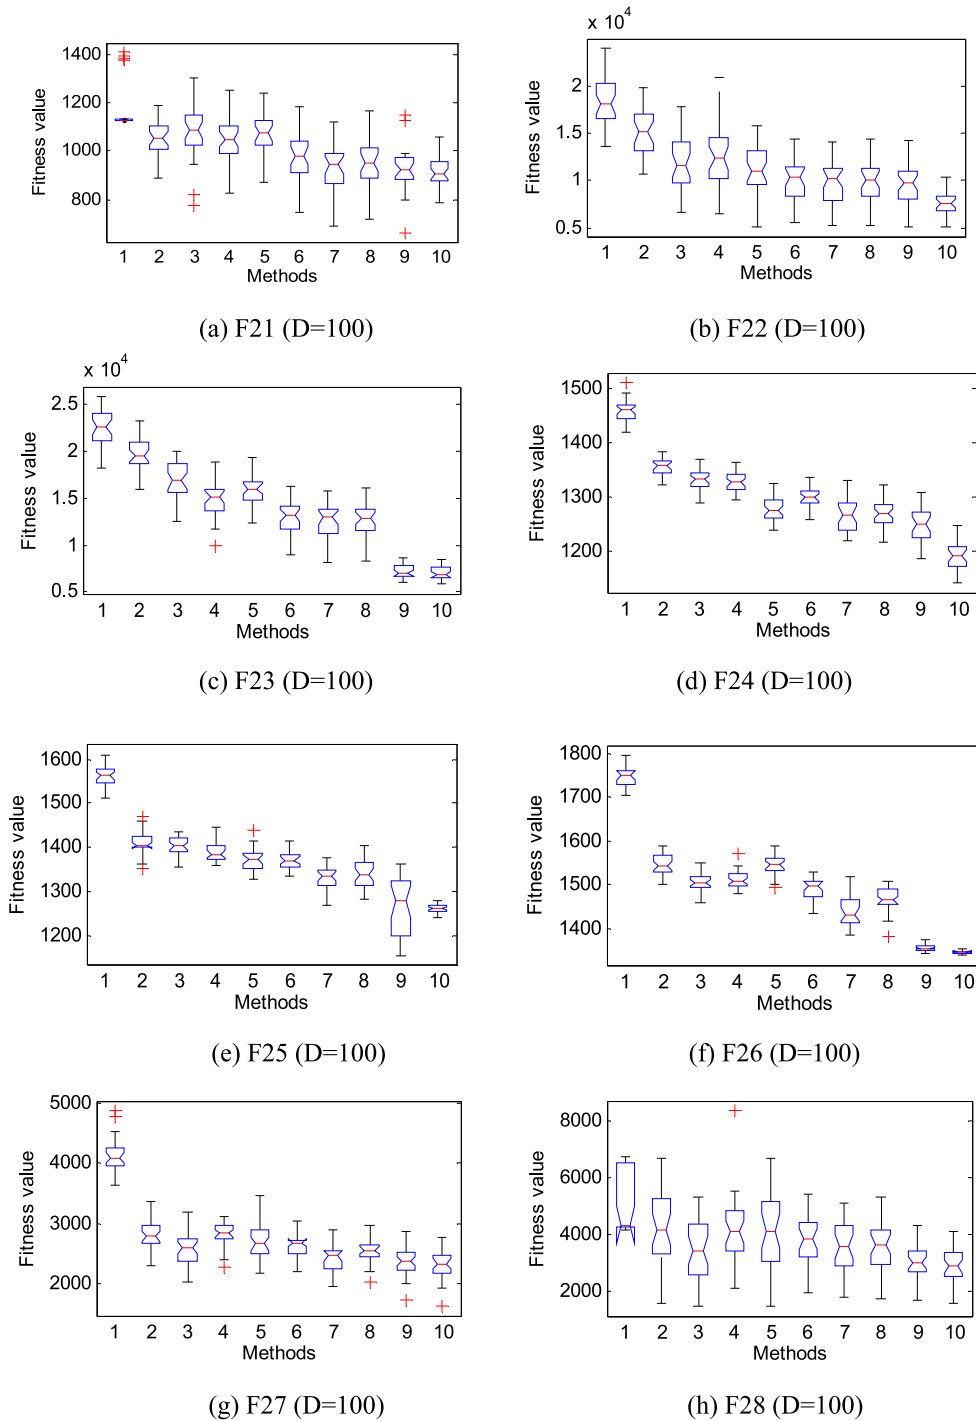 1400
1200
1000
800
Fitness value
1 2 3 4 5 6 7 8 9 10
Methods
(a) F21 (D=100)
x 10^4
2
1.5
1
0.5
Fitness value
1 2 3 4 5 6 7 8 9 10
Methods
(b) F22 (D=100)
x 10^4
2.5
2
1.5
1
0.5
Fitness value
1 2 3 4 5 6 7 8 9 10
Methods
(c) F23 (D=100)
1500
1400
1300
1200
Fitness value
1 2 3 4 5 6 7 8 9 10
Methods
(d) F24 (D=100)
1600
1500
1400
1300
1200
Fitness value
1 2 3 4 5 6 7 8 9 10
Methods
(e) F25 (D=100)
1800
1700
1600
1500
1400
Fitness value
1 2 3 4 5 6 7 8 9 10
Methods
(f) F26 (D=100)
5000
4000
3000
2000
Fitness value
1 2 3 4 5 6 7 8 9 10
Methods
(g) F27 (D=100)
8000
6000
4000
2000
Fitness value
1 2 3 4 5 6 7 8 9 10
Methods
(h) F28 (D=100)